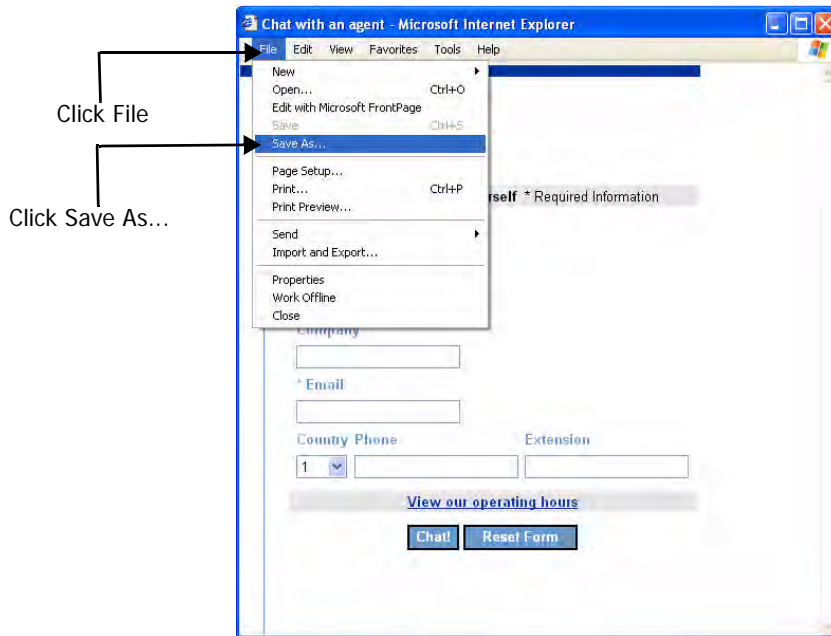 Chat with an agent - Microsoft Internet Explorer
File Edit View Favorites Tools Help
New
Open... Ctrl+O
Edit with Microsoft FrontPage
Save Ctrl+S
Save As...
Page Setup...
Print... Ctrl+P
Print Preview...
Send
Import and Export...
Properties
Work Offline
Close
Click File
Click Save As...
rself * Required Information
Company
* Email
Country Phone Extension
1
View our operating hours
Chat! Reset Form